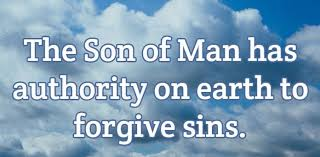 The Son of Man has
authority on earth to
forgive sins.